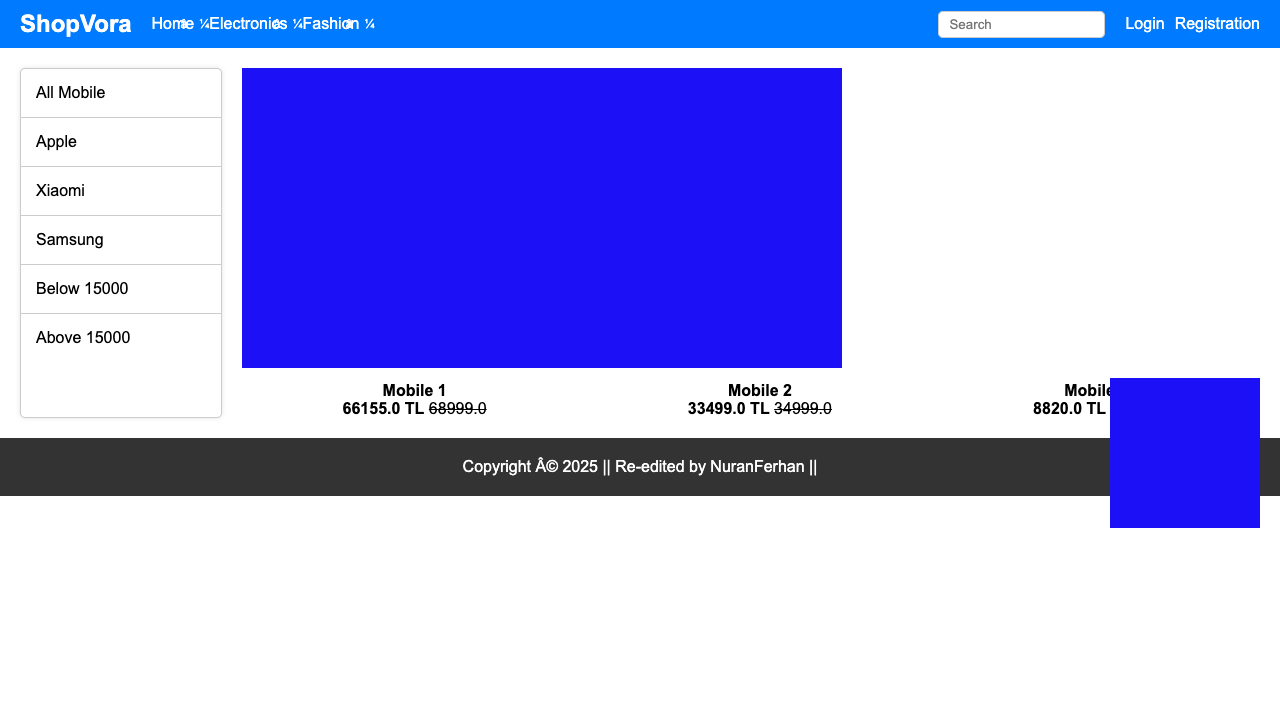 ShopVora Home ¼ Electronics ¼ Fashion ¼ Search Login Registration
All Mobile
Apple
Xiaomi
Samsung
Below 15000
Above 15000
Mobile 1 Mobile 2 Mobile
66155.0 TL 68999.0 33499.0 TL 34999.0 8820.0 TL
Copyright Â© 2025 || Re-edited by NuranFerhan ||